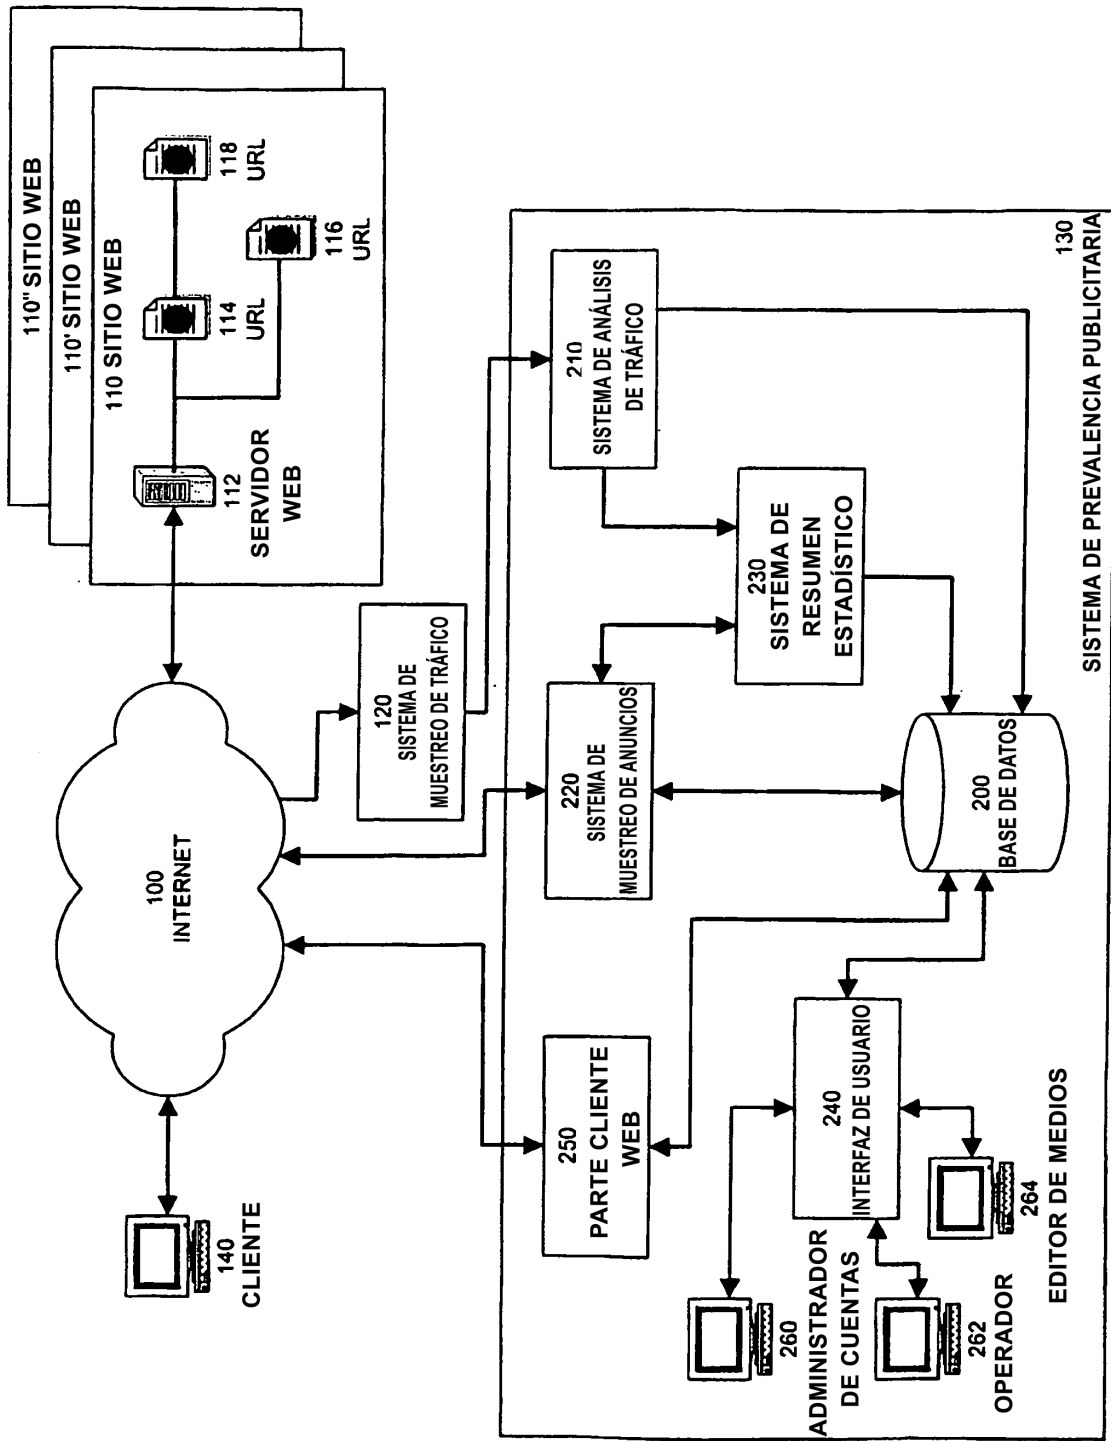 110" SITIO WEB
110' SITIO WEB
110 SITIO WEB
118
URL
116
URL
114
URL
112
SERVIDOR
WEB
100
INTERNET
140
CLIENTE
120
SISTEMA DE
MUESTREO DE TRÁFICO
210
SISTEMA DE ANÁLISIS
DE TRÁFICO
220
SISTEMA DE
MUESTREO DE ANUNCIOS
230
SISTEMA DE
RESUMEN
ESTADÍSTICO
250
PARTE CLIENTE
WEB
240
INTERFAZ DE USUARIO
200
BASE DE DATOS
260
ADMINISTRADOR
DE CUENTAS
262
OPERADOR
264
EDITOR DE MEDIOS
130
SISTEMA DE PREVALENCIA PUBLICITARIA